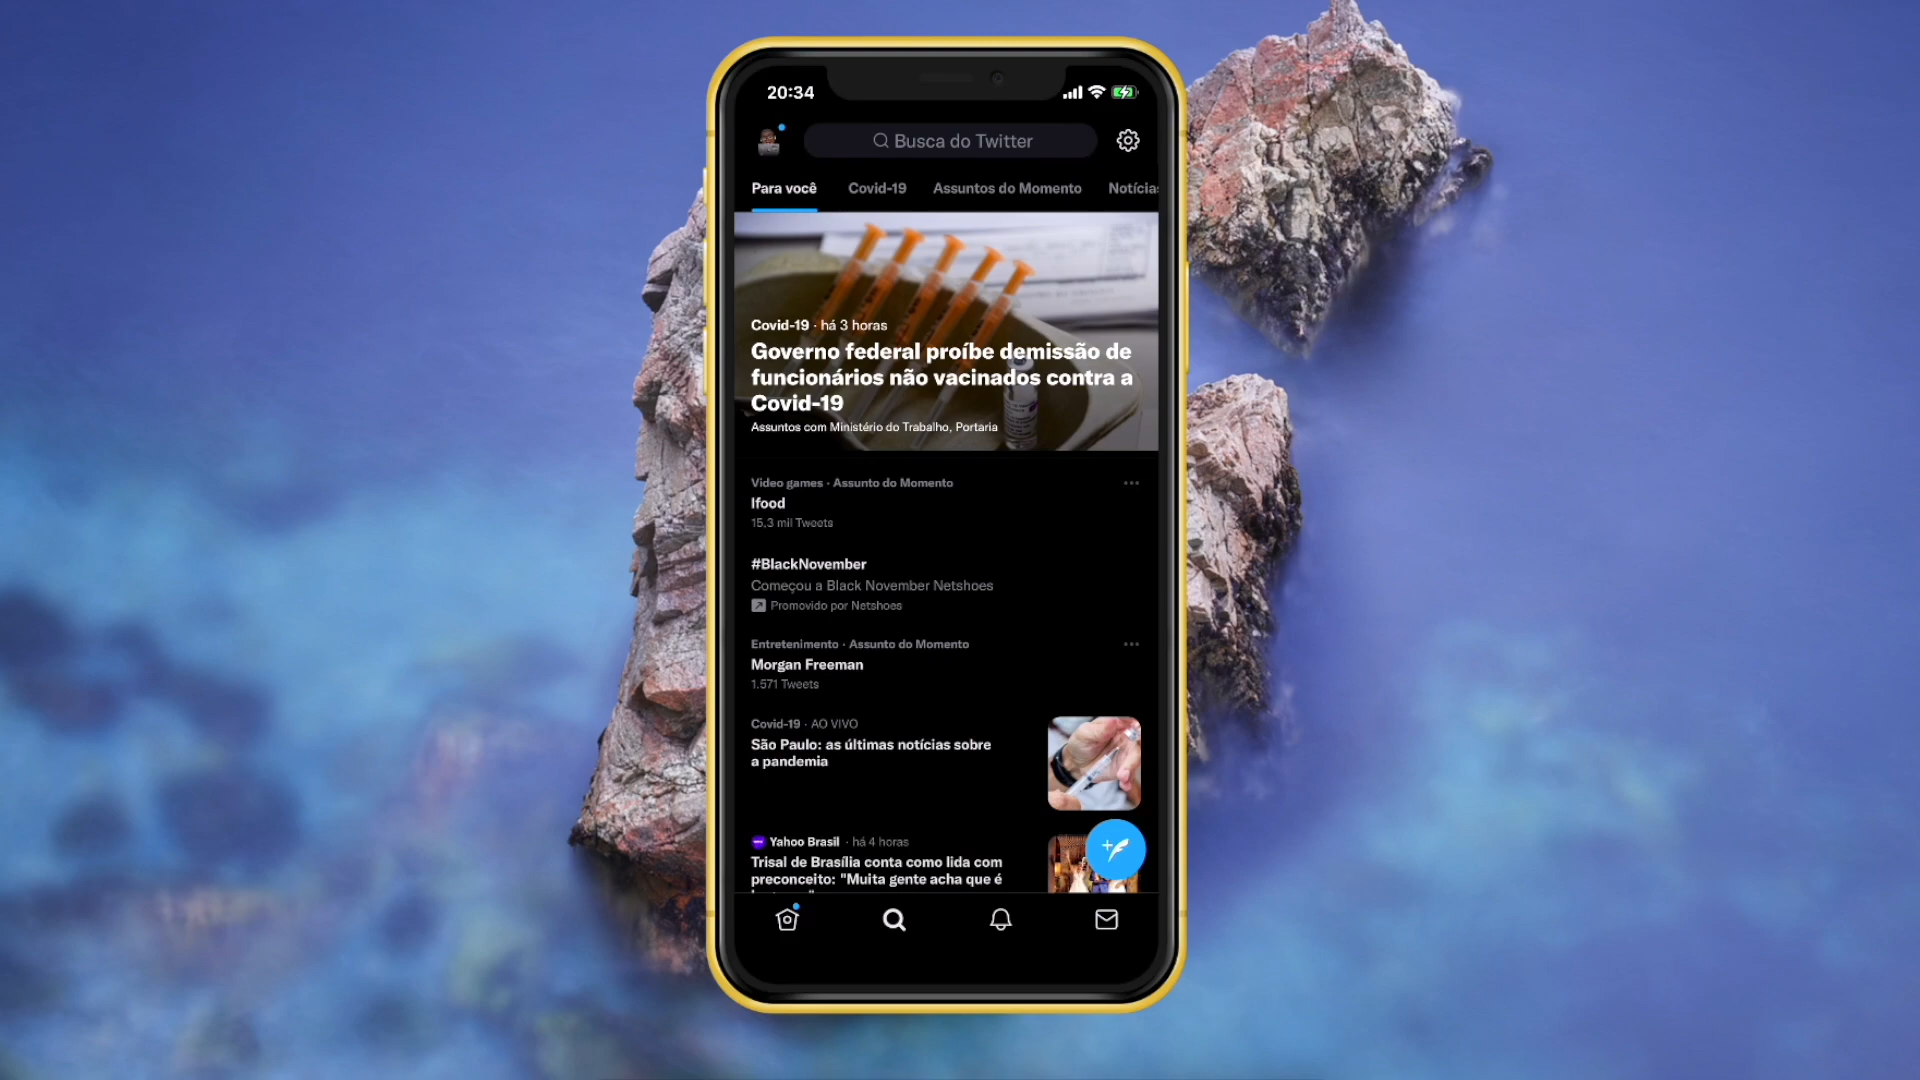 20:34
Busca do Twitter
Para você Covid-19 Assuntos do Momento Notícias
Covid-19 · há 3 horas
Governo federal proíbe demissão de
funcionários não vacinados contra a
Covid-19
Assuntos com Ministério do Trabalho, Portaria
Video games · Assunto do Momento
Ifood
15.3 mil Tweets
#BlackNovember
Começou a Black November Netshoes
Promovido por Netshoes
Entretenimento · Assunto do Momento
Morgan Freeman
1.571 Tweets
Covid-19 · AO VIVO
São Paulo: as últimas notícias sobre
a pandemia
Yahoo Brasil · há 4 horas
Trisal de Brasília conta como lida com
preconceito: "Muita gente acha que é